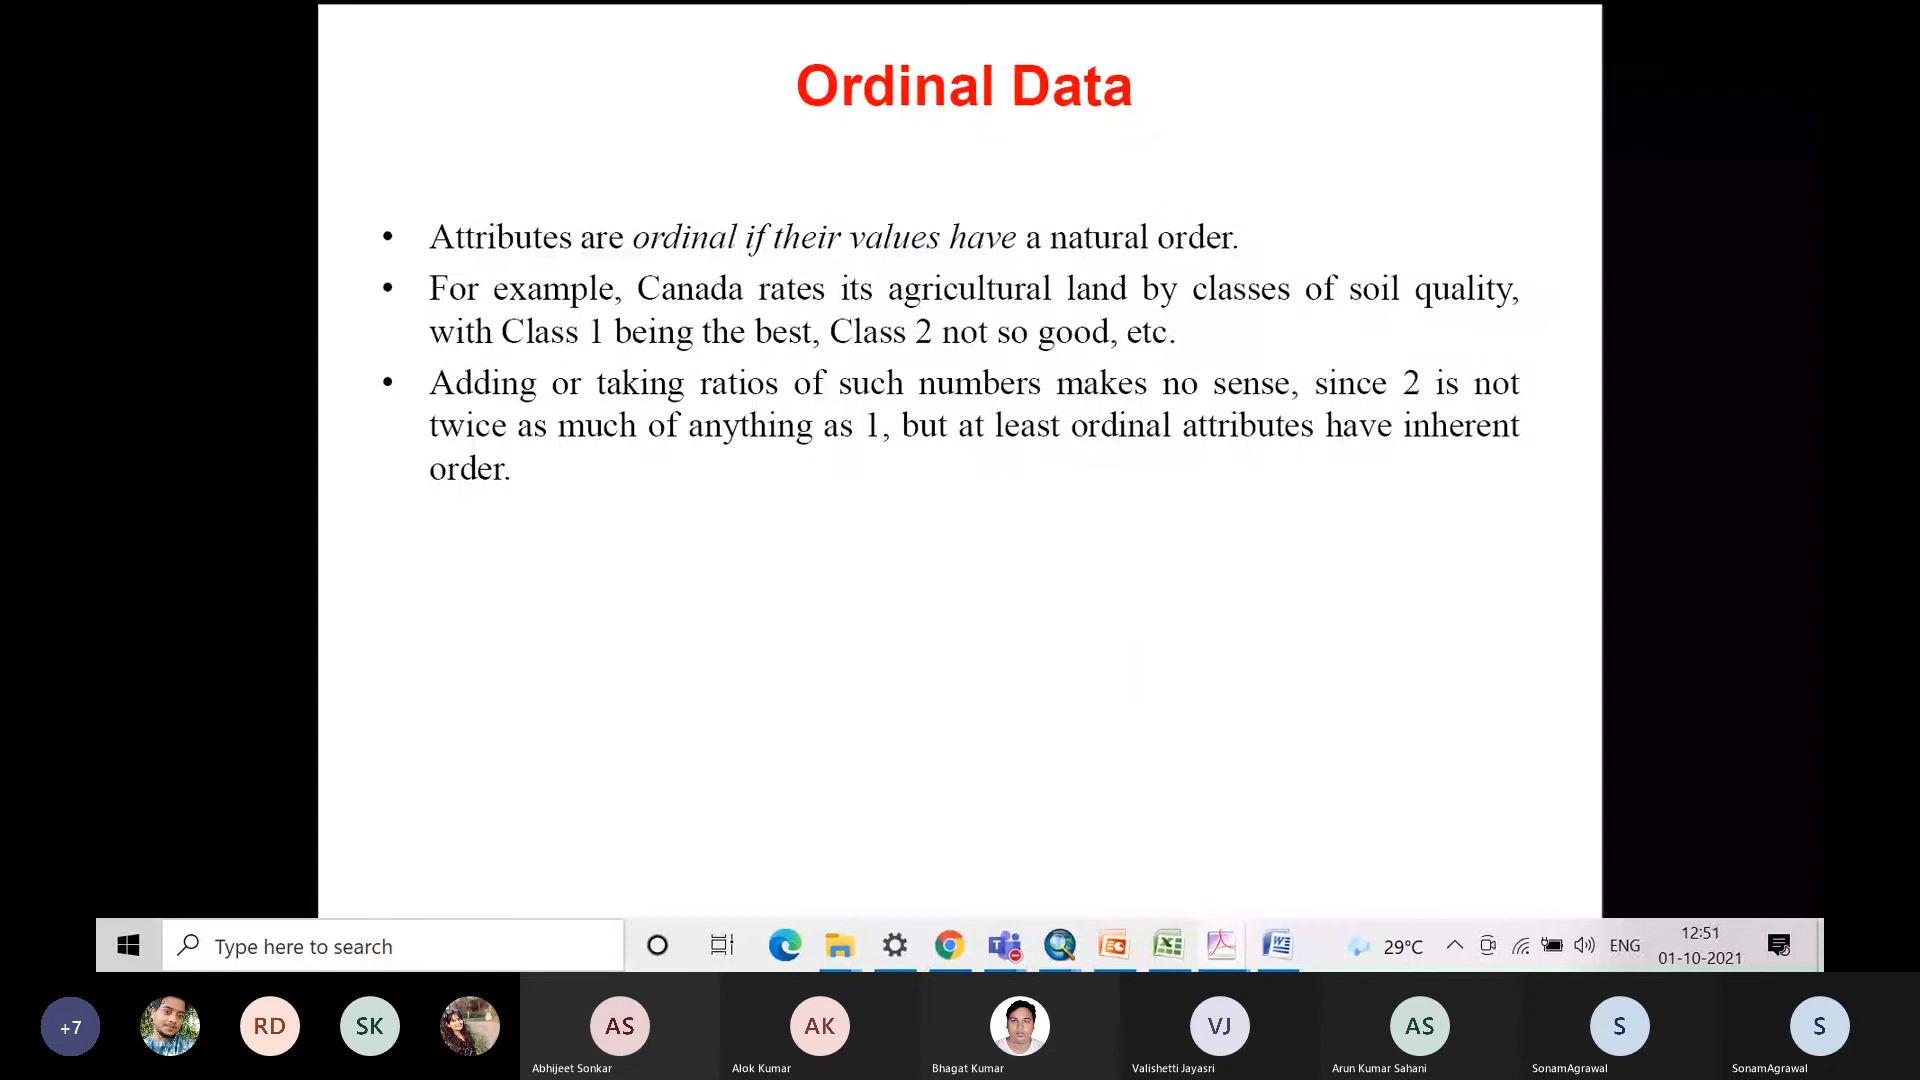 Ordinal Data
• Attributes are ordinal if their values have a natural order.
• For example, Canada rates its agricultural land by classes of soil quality,
with Class 1 being the best, Class 2 not so good, etc.
• Adding or taking ratios of such numbers makes no sense, since 2 is not
twice as much of anything as 1, but at least ordinal attributes have inherent
order.
Type here to search
29°C
ENG
12:51
01-10-2021
+7
RD
SK
AS
AK
VJ
AS
S
S
Abhijeet Sonkar
Alok Kumar
Bhagat Kumar
Valishetti Jayasri
Arun Kumar Sahani
SonamAgrawal
SonamAgrawal